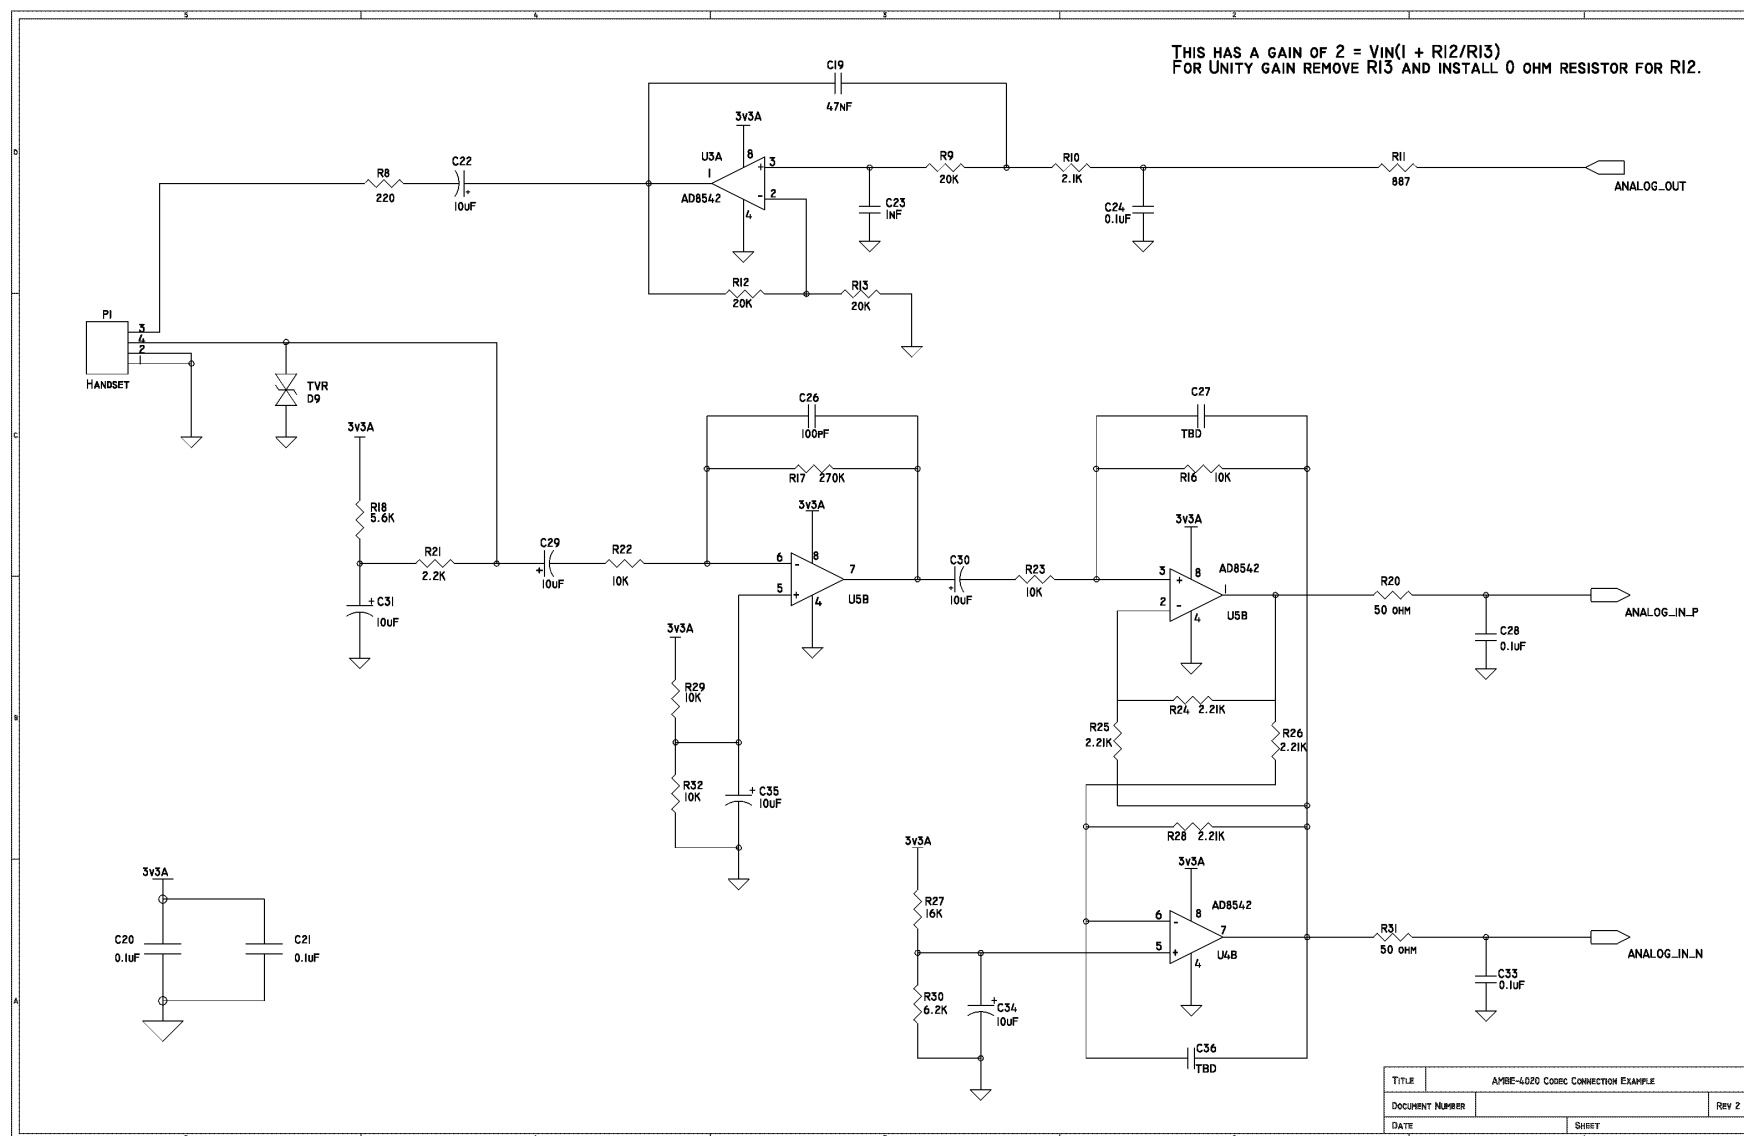 5
4
3
2
THIS HAS A GAIN OF 2 = VIN(1 + R12/R13)
FOR UNITY GAIN REMOVE R13 AND INSTALL 0 OHM RESISTOR FOR R12.
C19
47NF
3V3A
U3A
8
1
3
AD8542
2
4
C22
10UF
R8
220
R9
20K
R10
2.1K
R11
887
ANALOG_OUT
C23
1NF
C24
0.1UF
R12
20K
R13
20K
D
P1
3
4
2
1
HANDSET
TVR
D9
C
3V3A
R18
5.6K
R21
2.2K
C31
10UF
C29
10UF
R22
10K
C26
100PF
R17 270K
3V3A
6
8
7
5
4
U5B
C30
10UF
R23
10K
C27
TBD
R16 10K
3V3A
AD8542
3
8
1
2
4
U5B
R20
50 OHM
ANALOG_IN_P
C28
0.1UF
3V3A
R29
10K
R32
10K
C35
10UF
B
R24 2.21K
R25
2.21K
R26
2.21K
R28 2.21K
3V3A
R27
16K
R30
6.2K
C34
10UF
3V3A
AD8542
6
8
7
5
4
U4B
R31
50 OHM
ANALOG_IN_N
C33
0.1UF
C36
TBD
3V3A
C20
0.1UF
C21
0.1UF
A
TITLE AMBE-4020 CODEC CONNECTION EXAMPLE
DOCUMENT NUMBER REV 2
DATE SHEET